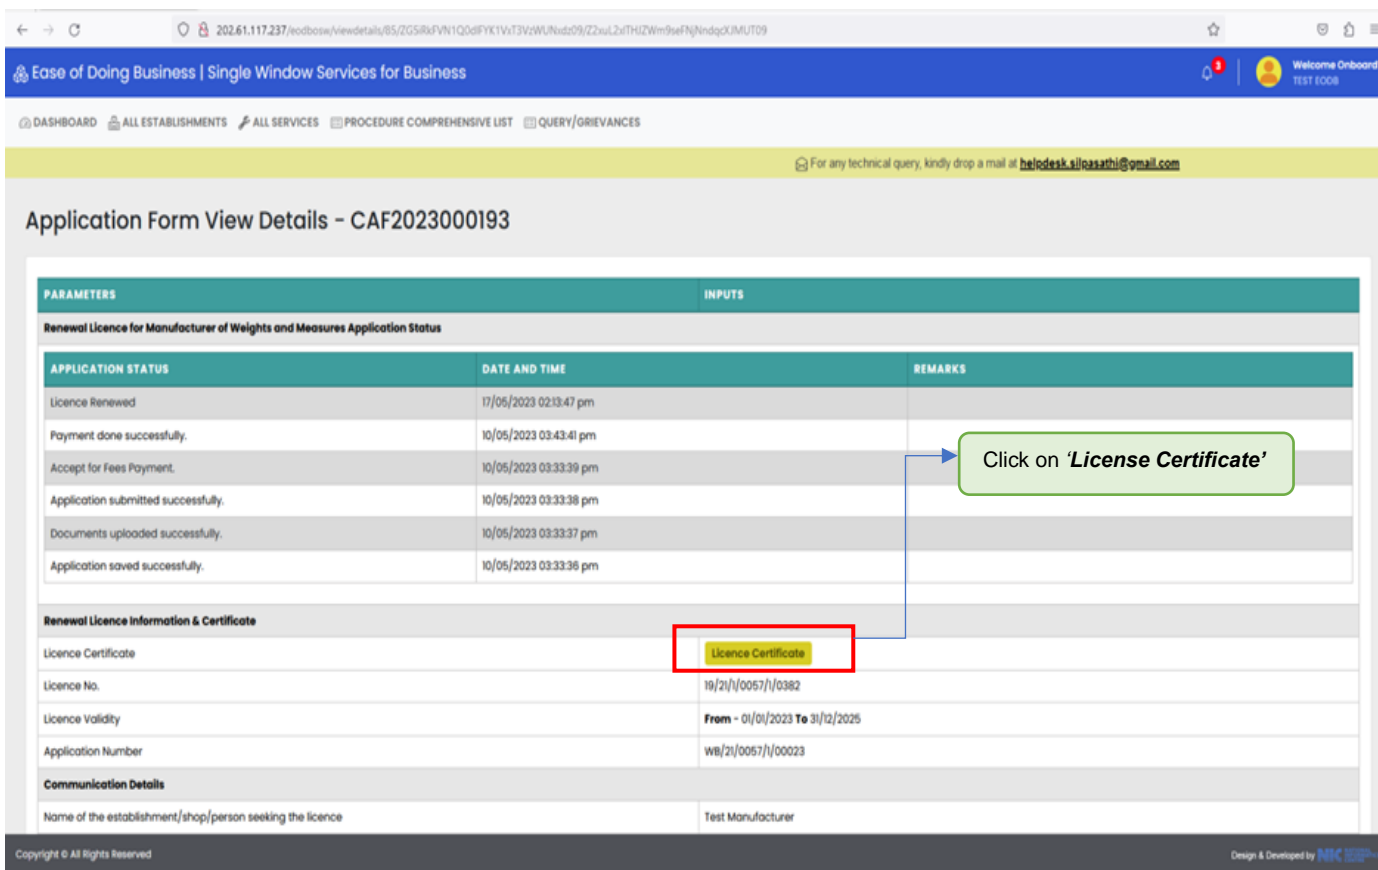 202.61.117.237/eodbosw/viewdetails/85/
Ease of Doing Business | Single Window Services for Business
3
Welcome Onboard
TEST EODB
DASHBOARD ALL ESTABLISHMENTS ALL SERVICES PROCEDURE COMPREHENSIVE LIST QUERY/GRIEVANCES
For any technical query, kindly drop a mail at helpdesk.silpasathi@gmail.com
Application Form View Details - CAF2023000193
PARAMETERS INPUTS
Renewal Licence for Manufacturer of Weights and Measures Application Status
APPLICATION STATUS DATE AND TIME REMARKS
Licence Renewed 17/05/2023 02:13:47 pm
Payment done successfully. 10/05/2023 03:43:41 pm
Accept for Fees Payment. 10/05/2023 03:33:39 pm
Click on ‘License Certificate’
Application submitted successfully. 10/05/2023 03:33:38 pm
Documents uploaded successfully. 10/05/2023 03:33:37 pm
Application saved successfully. 10/05/2023 03:33:36 pm
Renewal Licence Information & Certificate
Licence Certificate Licence Certificate
Licence No. 19/21/1/0057/1/0382
Licence Validity From - 01/01/2023 To 31/12/2025
Application Number WB/21/0057/1/00023
Communication Details
Name of the establishment/shop/person seeking the licence Test Manufacturer
Copyright © All Rights Reserved Design & Developed by NIC